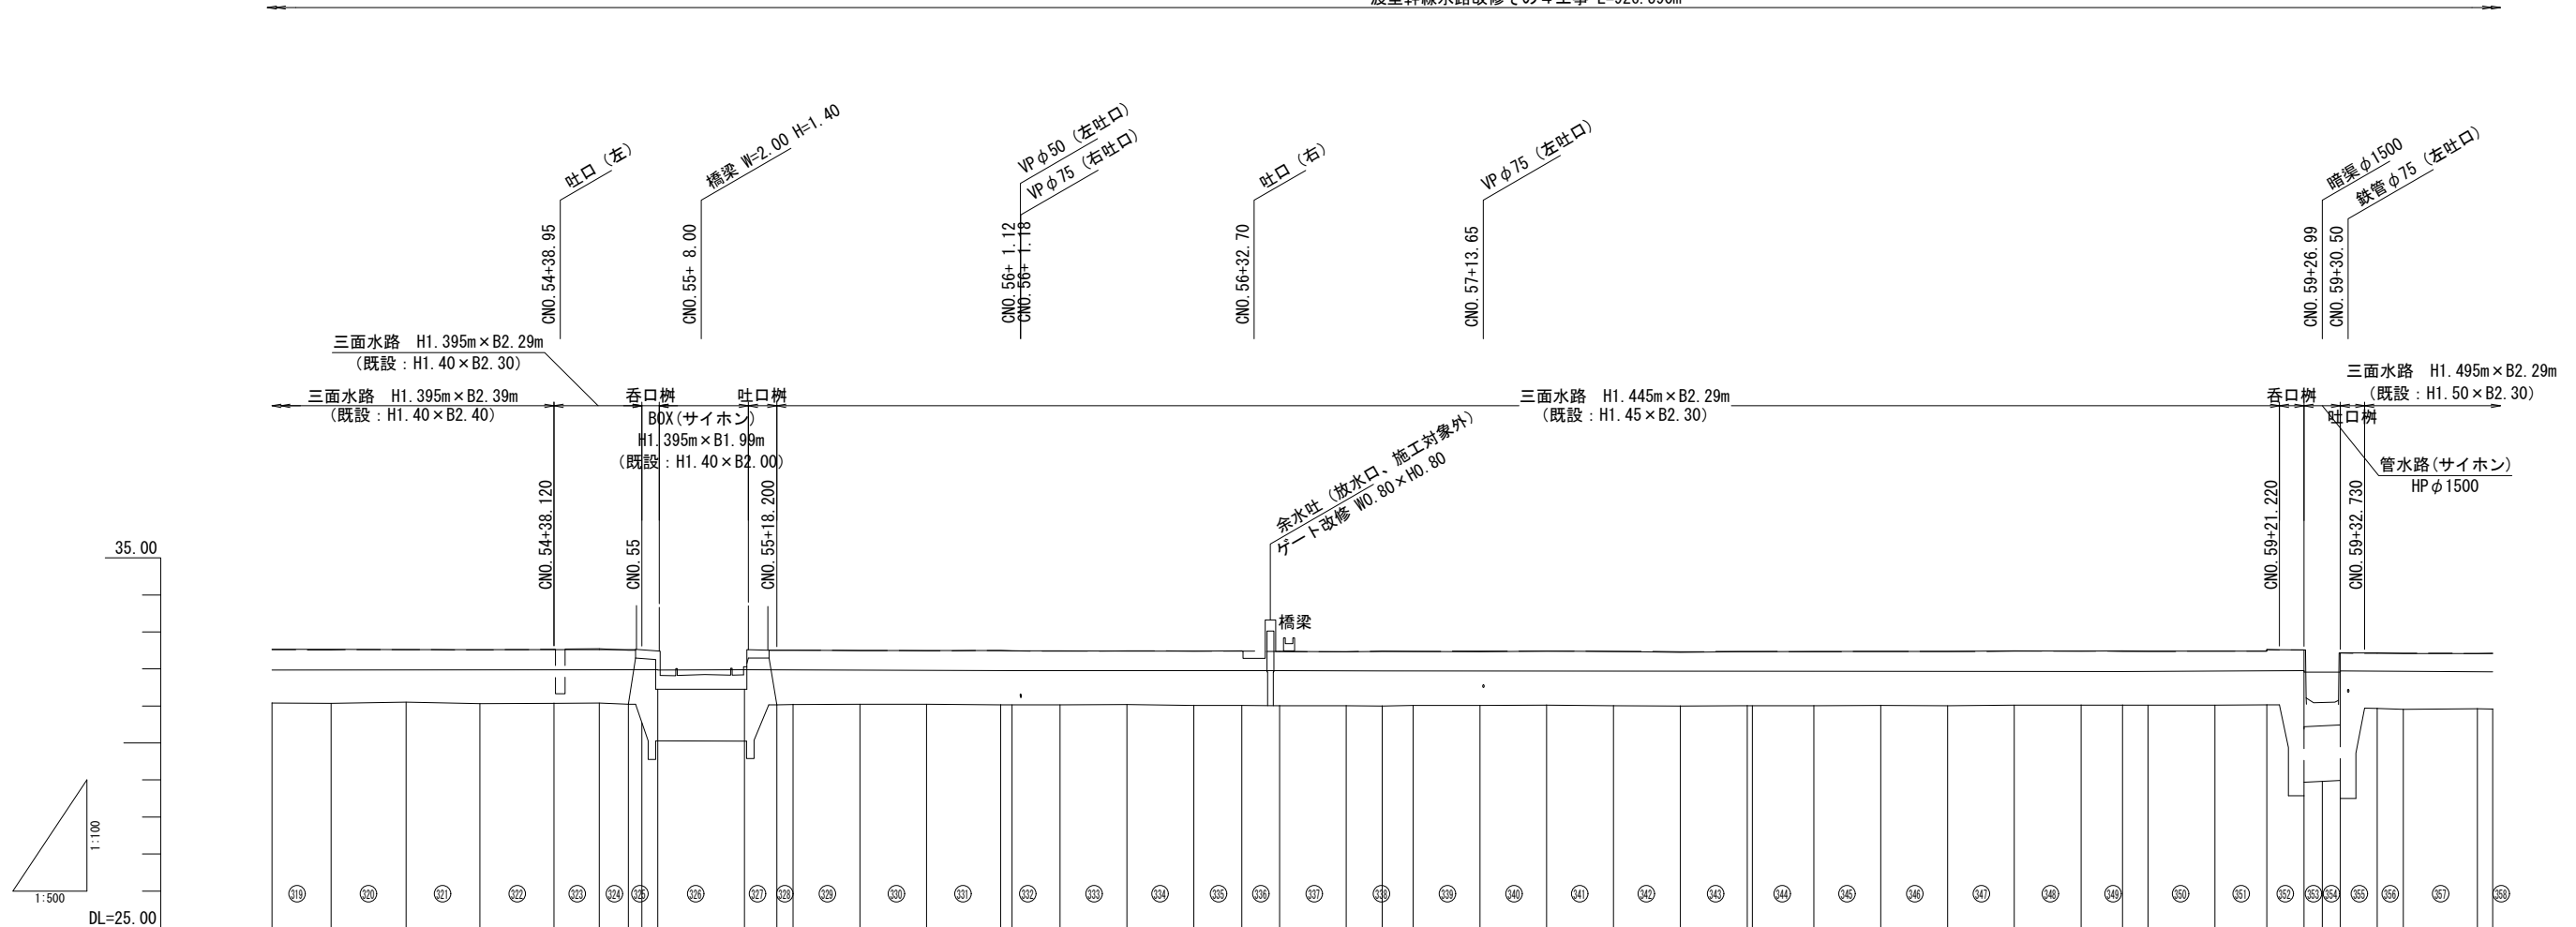 吐口（左）
橋梁 W=2.00 H=1.40
VPφ50（左吐口）
VPφ75（右吐口）
吐口（右）
VPφ75（左吐口）
暗渠φ1500
鉄管φ75（左吐口）
CNO.54+38.95
CNO.55+ 8.00
CNO.56+ 1.12
CNO.56+ 1.18
CNO.56+32.70
CNO.57+13.65
CNO.59+26.99
CNO.59+30.50
三面水路　H1.395m×B2.29m
（既設：H1.40×B2.30）
三面水路　H1.395m×B2.39m
（既設：H1.40×B2.40）
呑口桝
吐口桝
BOX(サイホン)
H1.395m×B1.99m
（既設：H1.40×B2.00）
三面水路　H1.445m×B2.29m
（既設：H1.45×B2.30）
呑口桝
吐口桝
三面水路　H1.495m×B2.29m
（既設：H1.50×B2.30）
管水路(サイホン)
HPφ1500
余水吐（放水口、施工対象外）
ゲート改修 W0.80×H0.80
CNO.54+38.120
CNO.55
CNO.55+18.200
CNO.59+21.220
CNO.59+32.730
橋梁
35.00
1:100
1:500
DL=25.00
319 320 321 322 323 324 325 326 327 328 329 330 331 332 333 334 335 336 337 338 339 340 341 342 343 344 345 346 347 348 349 350 351 352 353 354 355 356 357 358